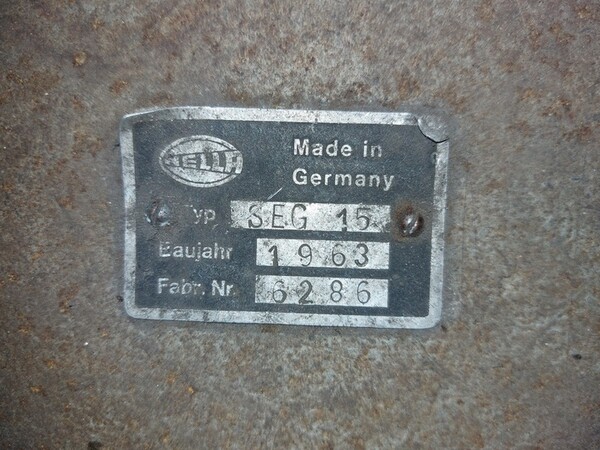 HELLA
Made in
Germany
Typ SEG 15
Baujahr 1963
Fabr. Nr. 6286